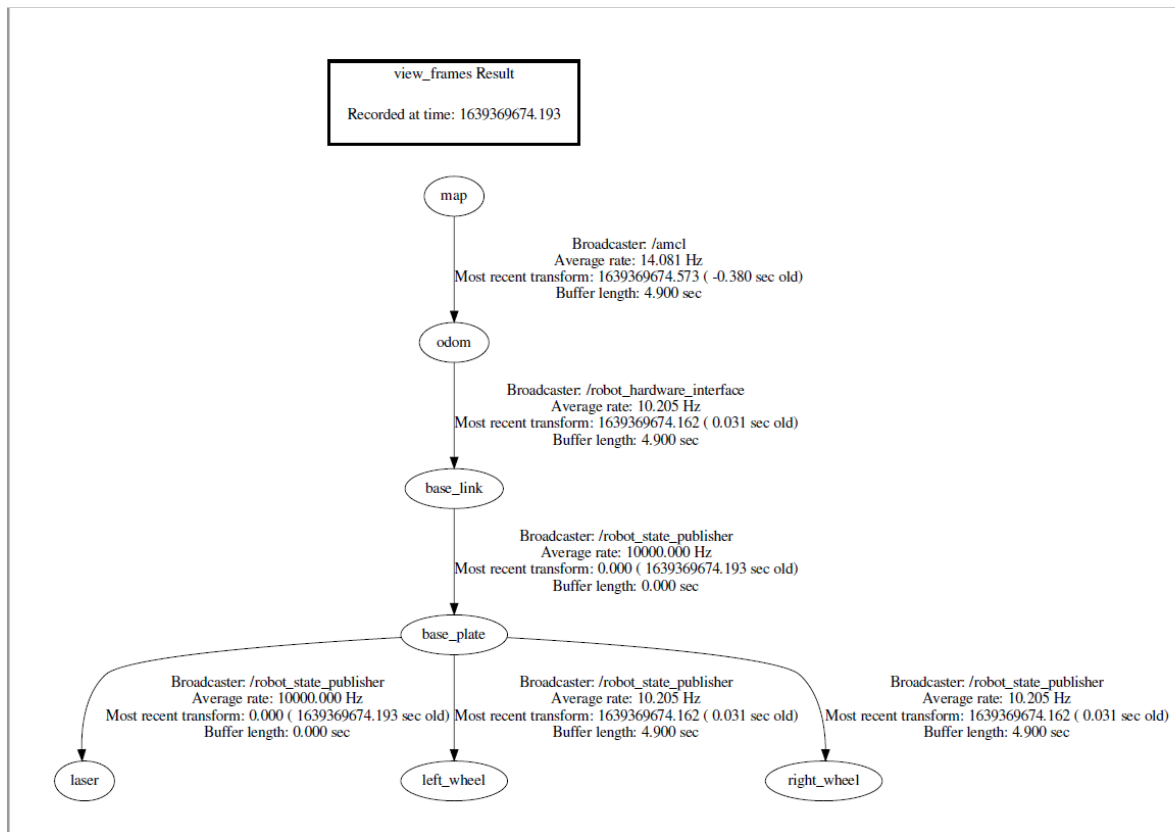 view_frames Result
Recorded at time: 1639369674.193
map
Broadcaster: /amcl
Average rate: 14.081 Hz
Most recent transform: 1639369674.573 ( -0.380 sec old)
Buffer length: 4.900 sec
odom
Broadcaster: /robot_hardware_interface
Average rate: 10.205 Hz
Most recent transform: 1639369674.162 ( 0.031 sec old)
Buffer length: 4.900 sec
base_link
Broadcaster: /robot_state_publisher
Average rate: 10000.000 Hz
Most recent transform: 0.000 ( 1639369674.193 sec old)
Buffer length: 0.000 sec
base_plate
Broadcaster: /robot_state_publisher
Average rate: 10000.000 Hz
Most recent transform: 0.000 ( 1639369674.193 sec old)
Buffer length: 0.000 sec
Broadcaster: /robot_state_publisher
Average rate: 10.205 Hz
Most recent transform: 1639369674.162 ( 0.031 sec old)
Buffer length: 4.900 sec
Broadcaster: /robot_state_publisher
Average rate: 10.205 Hz
Most recent transform: 1639369674.162 ( 0.031 sec old)
Buffer length: 4.900 sec
laser
left_wheel
right_wheel